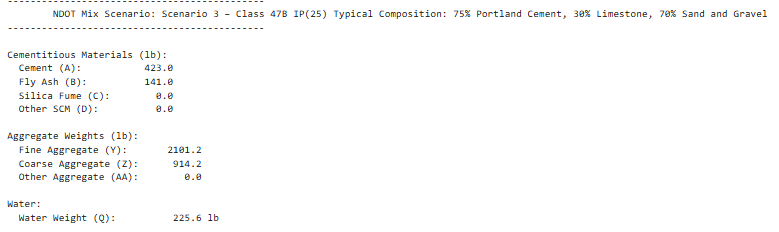 --------------------------------------------
NDOT Mix Scenario: Scenario 3 – Class 47B IP(25) Typical Composition: 75% Portland Cement, 30% Limestone, 70% Sand and Gravel
--------------------------------------------
Cementitious Materials (lb):
Cement (A): 423.0
Fly Ash (B): 141.0
Silica Fume (C): 0.0
Other SCM (D): 0.0
Aggregate Weights (lb):
Fine Aggregate (Y): 2101.2
Coarse Aggregate (Z): 914.2
Other Aggregate (AA): 0.0
Water:
Water Weight (Q): 225.6 lb